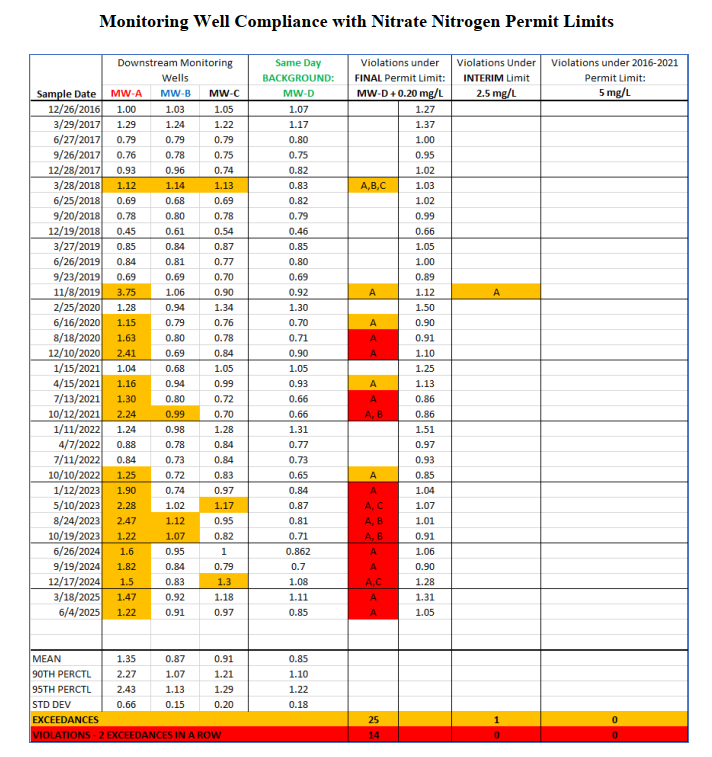 Monitoring Well Compliance with Nitrate Nitrogen Permit Limits
Downstream Monitoring Wells Same Day BACKGROUND: Violations under FINAL Permit Limit: Violations Under INTERIM Limit Violations under 2016-2021 Permit Limit:
Sample Date MW-A MW-B MW-C MW-D MW-D + 0.20 mg/L 2.5 mg/L 5 mg/L
12/26/2016 1.00 1.03 1.05 1.07 1.27
3/29/2017 1.29 1.24 1.22 1.17 1.37
6/27/2017 0.79 0.79 0.79 0.80 1.00
9/26/2017 0.76 0.78 0.75 0.75 0.95
12/28/2017 0.93 0.96 0.74 0.82 1.02
3/28/2018 1.12 1.14 1.13 0.83 A,B,C 1.03
6/25/2018 0.69 0.68 0.69 0.82 1.02
9/20/2018 0.78 0.80 0.78 0.79 0.99
12/19/2018 0.45 0.61 0.54 0.46 0.66
3/27/2019 0.85 0.84 0.87 0.85 1.05
6/26/2019 0.84 0.81 0.77 0.80 1.00
9/23/2019 0.69 0.69 0.70 0.69 0.89
11/8/2019 3.75 1.06 0.90 0.92 A 1.12 A
2/25/2020 1.28 0.94 1.34 1.30 1.50
6/16/2020 1.15 0.79 0.76 0.70 A 0.90
8/18/2020 1.63 0.80 0.78 0.71 A 0.91
12/10/2020 2.41 0.69 0.84 0.90 A 1.10
1/15/2021 1.04 0.68 1.05 1.05 1.25
4/15/2021 1.16 0.94 0.99 0.93 A 1.13
7/13/2021 1.30 0.80 0.72 0.66 A 0.86
10/12/2021 2.24 0.99 0.70 0.66 A, B 0.86
1/11/2022 1.24 0.98 1.28 1.31 1.51
4/7/2022 0.88 0.78 0.84 0.77 0.97
7/11/2022 0.84 0.73 0.84 0.73 0.93
10/10/2022 1.25 0.72 0.83 0.65 A 0.85
1/12/2023 1.90 0.74 0.97 0.84 A 1.04
5/10/2023 2.28 1.02 1.17 0.87 A, C 1.07
8/24/2023 2.47 1.12 0.95 0.81 A, B 1.01
10/19/2023 1.22 1.07 0.82 0.71 A, B 0.91
6/26/2024 1.6 0.95 1 0.862 A 1.06
9/19/2024 1.82 0.84 0.79 0.7 A 0.90
12/17/2024 1.5 0.83 1.3 1.08 A,C 1.28
3/18/2025 1.47 0.92 1.18 1.11 A 1.31
6/4/2025 1.22 0.91 0.97 0.85 A 1.05
MEAN 1.35 0.87 0.91 0.85
90TH PERCTL 2.27 1.07 1.21 1.10
95TH PERCTL 2.43 1.13 1.29 1.22
STD DEV 0.66 0.15 0.20 0.18
EXCEEDANCES 25 1 0
VIOLATIONS - 2 EXCEEDANCES IN A ROW 14 0 0